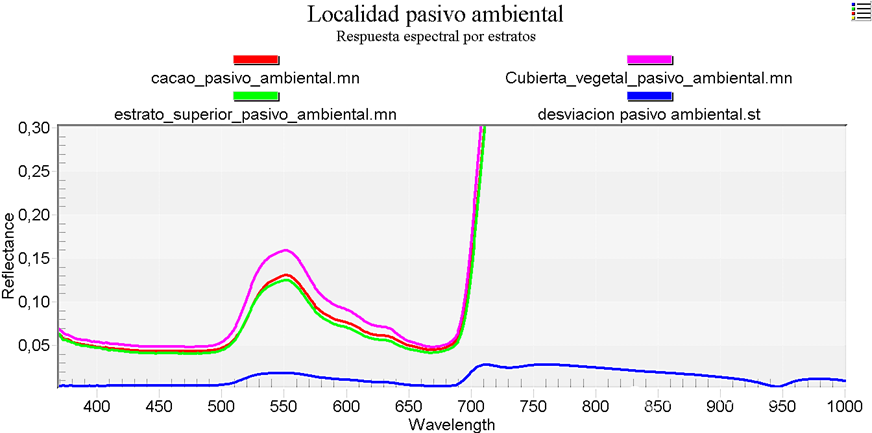 Localidad pasivo ambiental
Respuesta espectral por estratos
cacao_pasivo_ambiental.mn
Cubierta_vegetal_pasivo_ambiental.mn
estrato_superior_pasivo_ambiental.mn
desviacion pasivo ambiental.st
0,30
0,25
0,20
0,15
0,10
0,05
Reflectance
400 450 500 550 600 650 700 750 800 850 900 950 1000
Wavelength